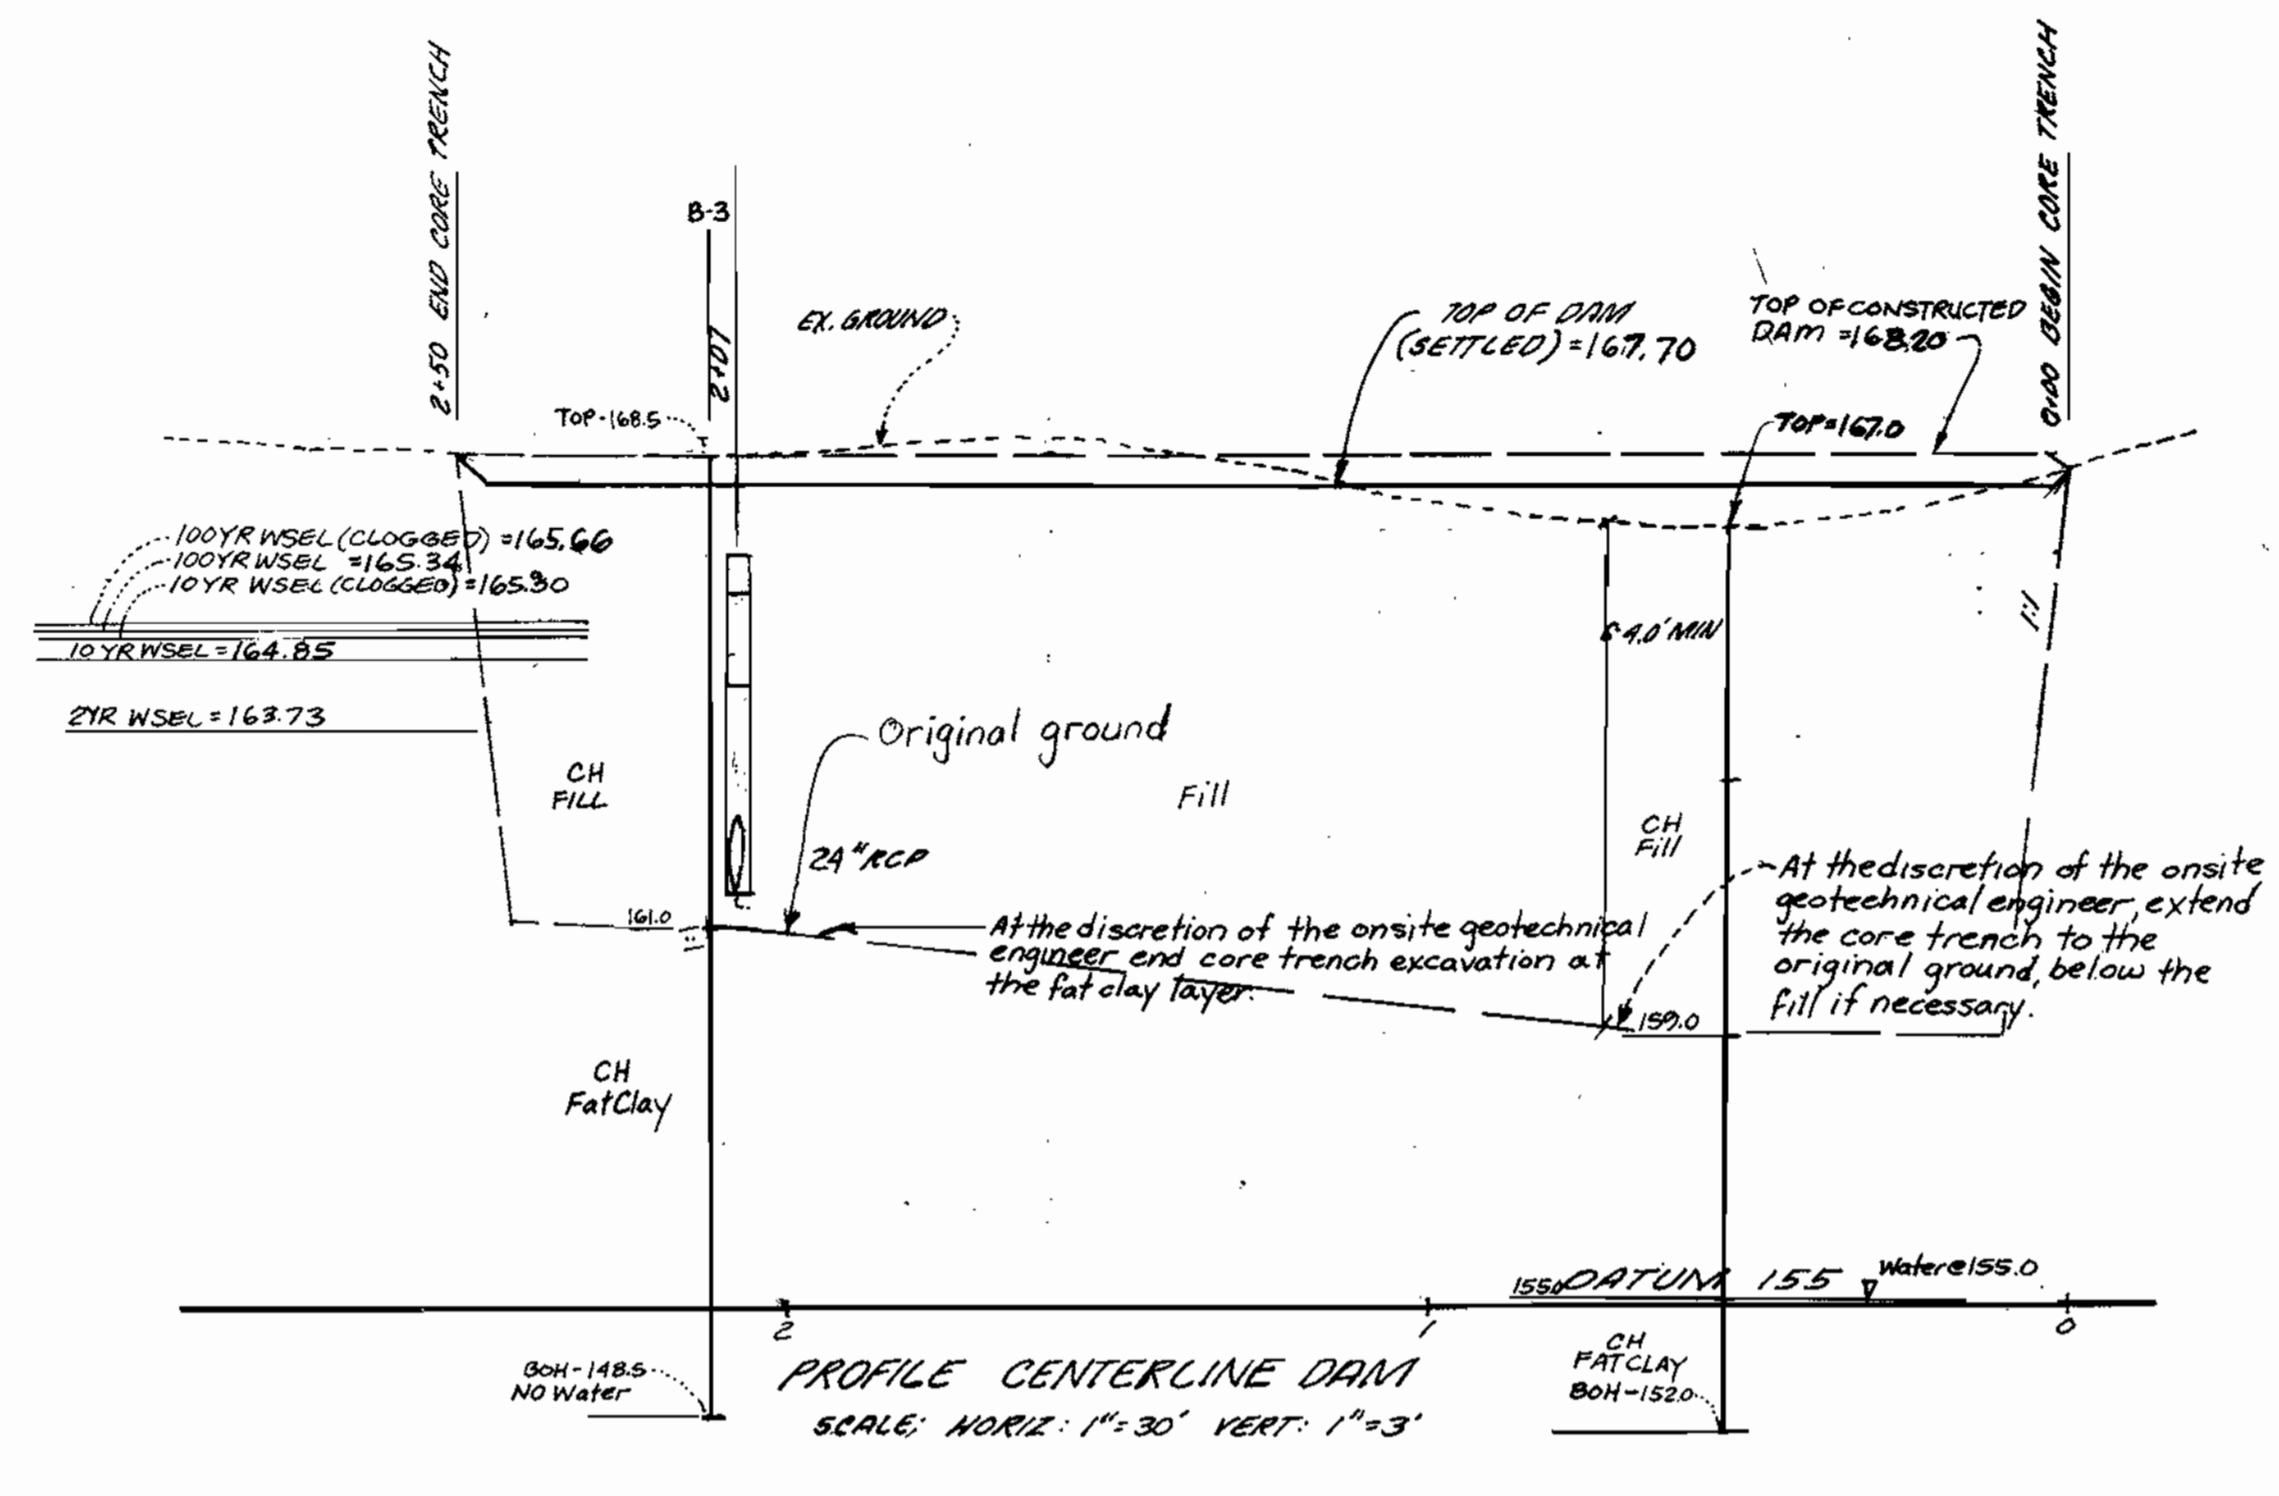 2+50 END CORE TRENCH
0+00 BEGIN CORE TRENCH
B-3
2+07
EX. GROUND
TOP OF DAM
(SETTLED) = 167.70
TOP OF CONSTRUCTED
DAM = 168.20
TOP-168.5
TOP=167.0
100YR WSEL (CLOGGED) = 165.66
100YR WSEL = 165.34
10YR WSEL (CLOGGED) = 165.30
10 YR WSEL = 164.85
2YR WSEL = 163.73
4.0' MIN
1:1
Original ground
CH
FILL
Fill
CH
Fill
24" RCP
161.0
At the discretion of the onsite geotechnical
engineer end core trench excavation at
the fat clay layer.
At the discretion of the onsite
geotechnical engineer, extend
the core trench to the
original ground, below the
fill if necessary.
159.0
CH
Fat Clay
155.0
DATUM 155
Water@155.0
2
1
0
BOH-148.5
NO Water
PROFILE CENTERLINE DAM
SCALE; HORIZ: 1"=30' VERT: 1"=3'
CH
FAT CLAY
BOH-152.0